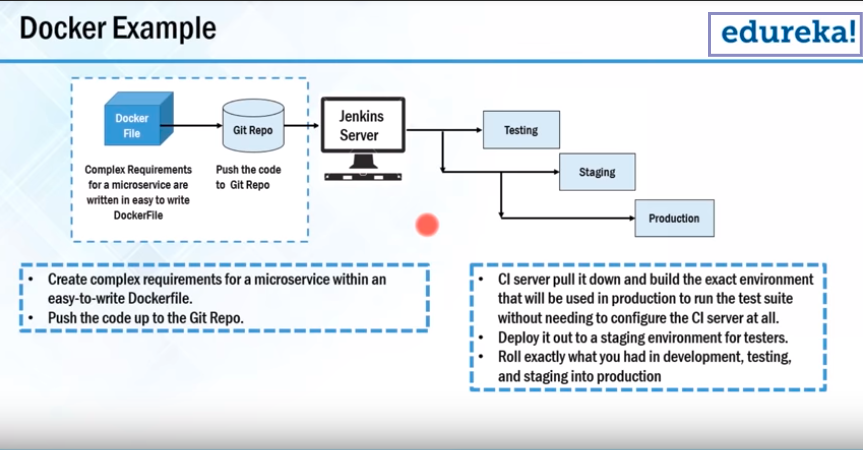 Docker Example
edureka!
Docker
File
Git Repo
Jenkins
Server
Testing
Staging
Production
Complex Requirements
for a microservice are
written in easy to write
DockerFile
Push the code
to Git Repo
• Create complex requirements for a microservice within an
easy-to-write Dockerfile.
• Push the code up to the Git Repo.
• CI server pull it down and build the exact environment
that will be used in production to run the test suite
without needing to configure the CI server at all.
• Deploy it out to a staging environment for testers.
• Roll exactly what you had in development, testing,
and staging into production